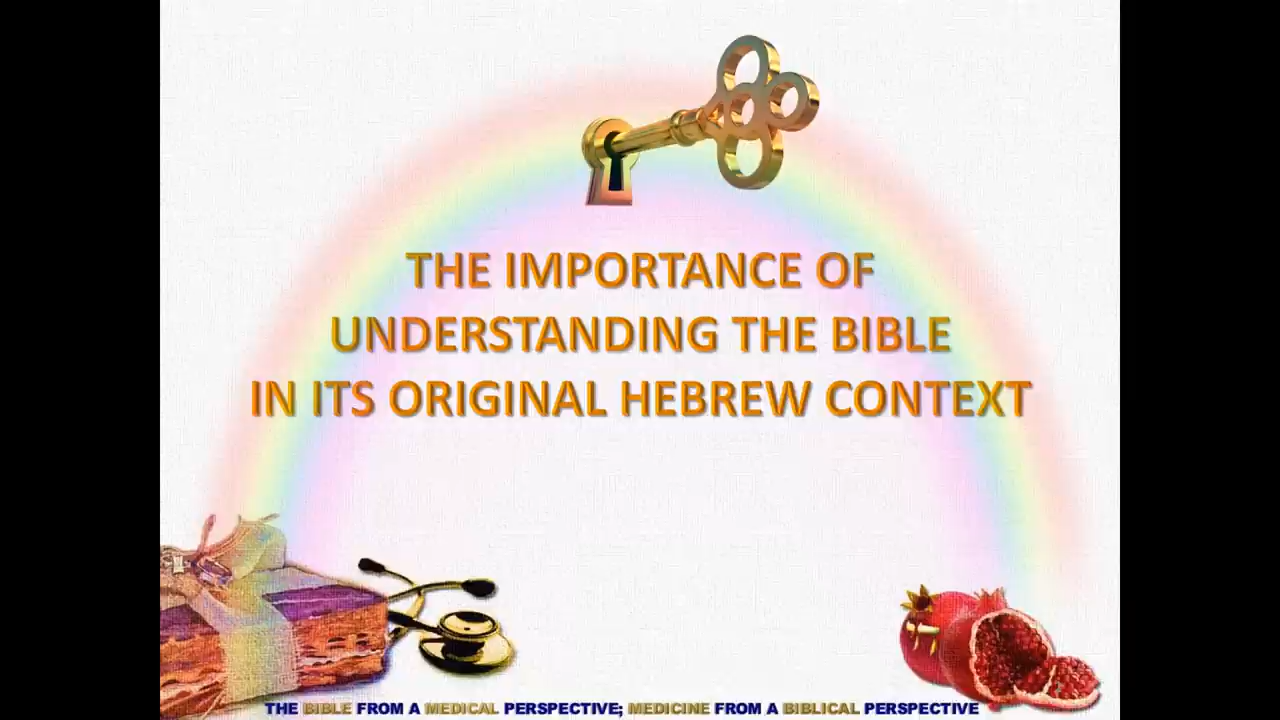 THE IMPORTANCE OF
UNDERSTANDING THE BIBLE
IN ITS ORIGINAL HEBREW CONTEXT
THE BIBLE FROM A MEDICAL PERSPECTIVE; MEDICINE FROM A BIBLICAL PERSPECTIVE